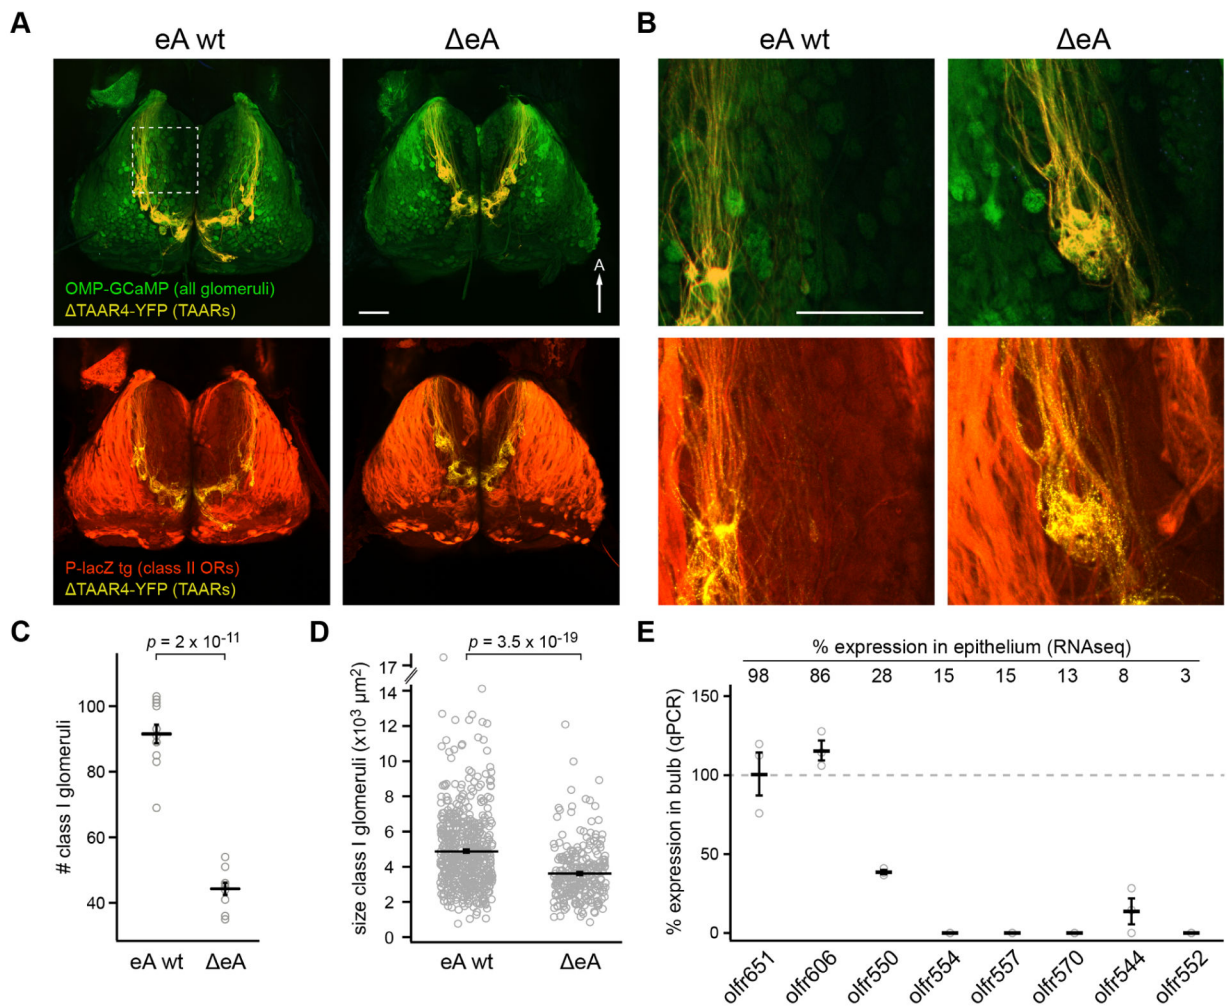 A
eA wt
ΔeA
OMP-GCaMP (all glomeruli)
ΔTAAR4-YFP (TAARs)
A
P-lacZ tg (class II ORs)
ΔTAAR4-YFP (TAARs)
B
eA wt
ΔeA
C
p = 2 x 10⁻¹¹
# class I glomeruli
100
80
60
40
eA wt
ΔeA
D
p = 3.5 x 10⁻¹⁹
size class I glomeruli (x10³ µm²)
17
14
12
10
8
6
4
2
0
eA wt
ΔeA
E
% expression in epithelium (RNAseq)
98 86 28 15 15 13 8 3
% expression in bulb (qPCR)
150
100
50
0
olfr651
olfr606
olfr550
olfr554
olfr557
olfr570
olfr544
olfr552